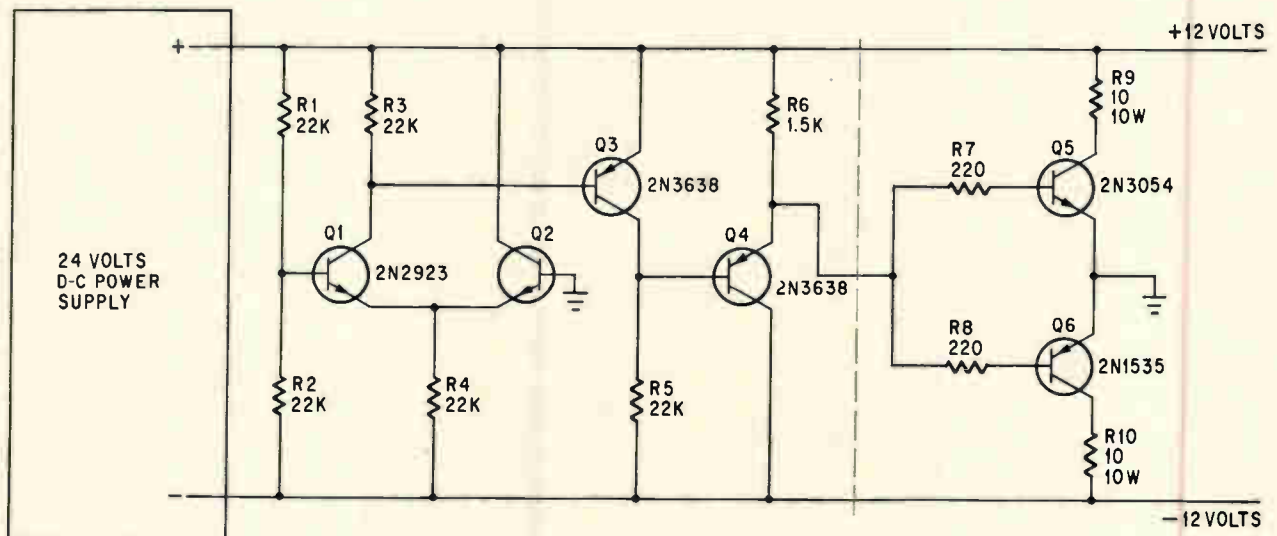 24 VOLTS
D-C POWER
SUPPLY
+
-
R1
22K
R2
22K
R3
22K
Q1
2N2923
Q2
R4
22K
Q3
2N3638
R5
22K
R6
1.5K
Q4
2N3638
R7
220
R8
220
+12 VOLTS
R9
10
10W
Q5
2N3054
Q6
2N1535
R10
10
10W
-12 VOLTS